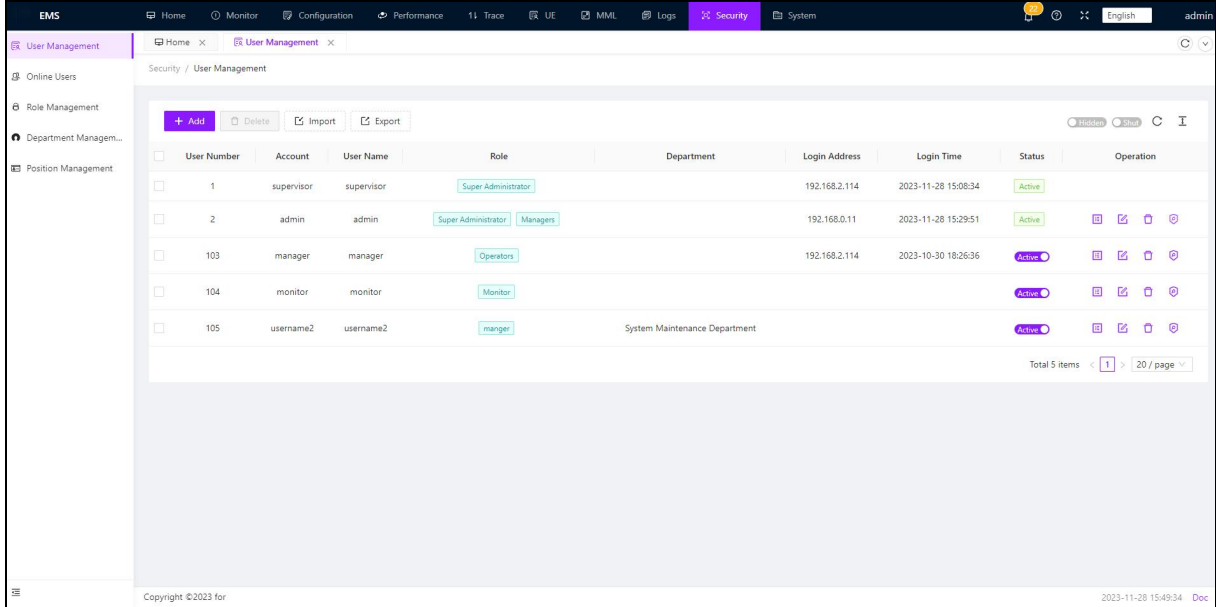 EMS Home Monitor Configuration Performance Trace UE MML Logs Security System 22 English admin
User Management
Online Users
Role Management
Department Managem...
Position Management
Home User Management
Security / User Management
+ Add Delete Import Export Hidden Shut
User Number Account User Name Role Department Login Address Login Time Status Operation
1 supervisor supervisor Super Administrator 192.168.2.114 2023-11-28 15:08:34 Active
2 admin admin Super Administrator Managers 192.168.0.11 2023-11-28 15:29:51 Active
103 manager manager Operators 192.168.2.114 2023-10-30 18:26:36 Active
104 monitor monitor Monitor Active
105 username2 username2 manger System Maintenance Department Active
Total 5 items < 1 > 20 / page
Copyright ©2023 for 2023-11-28 15:49:34 Doc